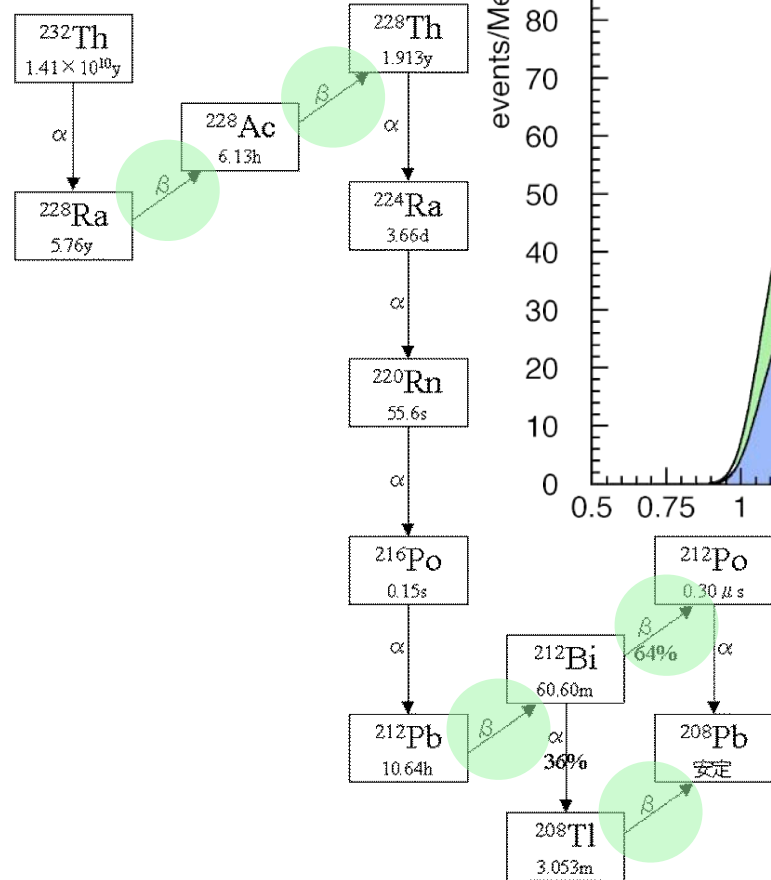 ²³²Th
1.41×10¹⁰y
α
²²⁸Ra
5.76y
β
²²⁸Ac
6.13h
β
²²⁸Th
1.913y
α
²²⁴Ra
3.66d
α
²²⁰Rn
55.6s
α
²¹⁶Po
0.15s
α
²¹²Pb
10.64h
β
²¹²Bi
60.60m
β
64%
α
36%
²¹²Po
0.30μs
α
²⁰⁸Tl
3.053m
β
²⁰⁸Pb
安定
events/Me
80
70
60
50
40
30
20
10
0
0.5 0.75 1